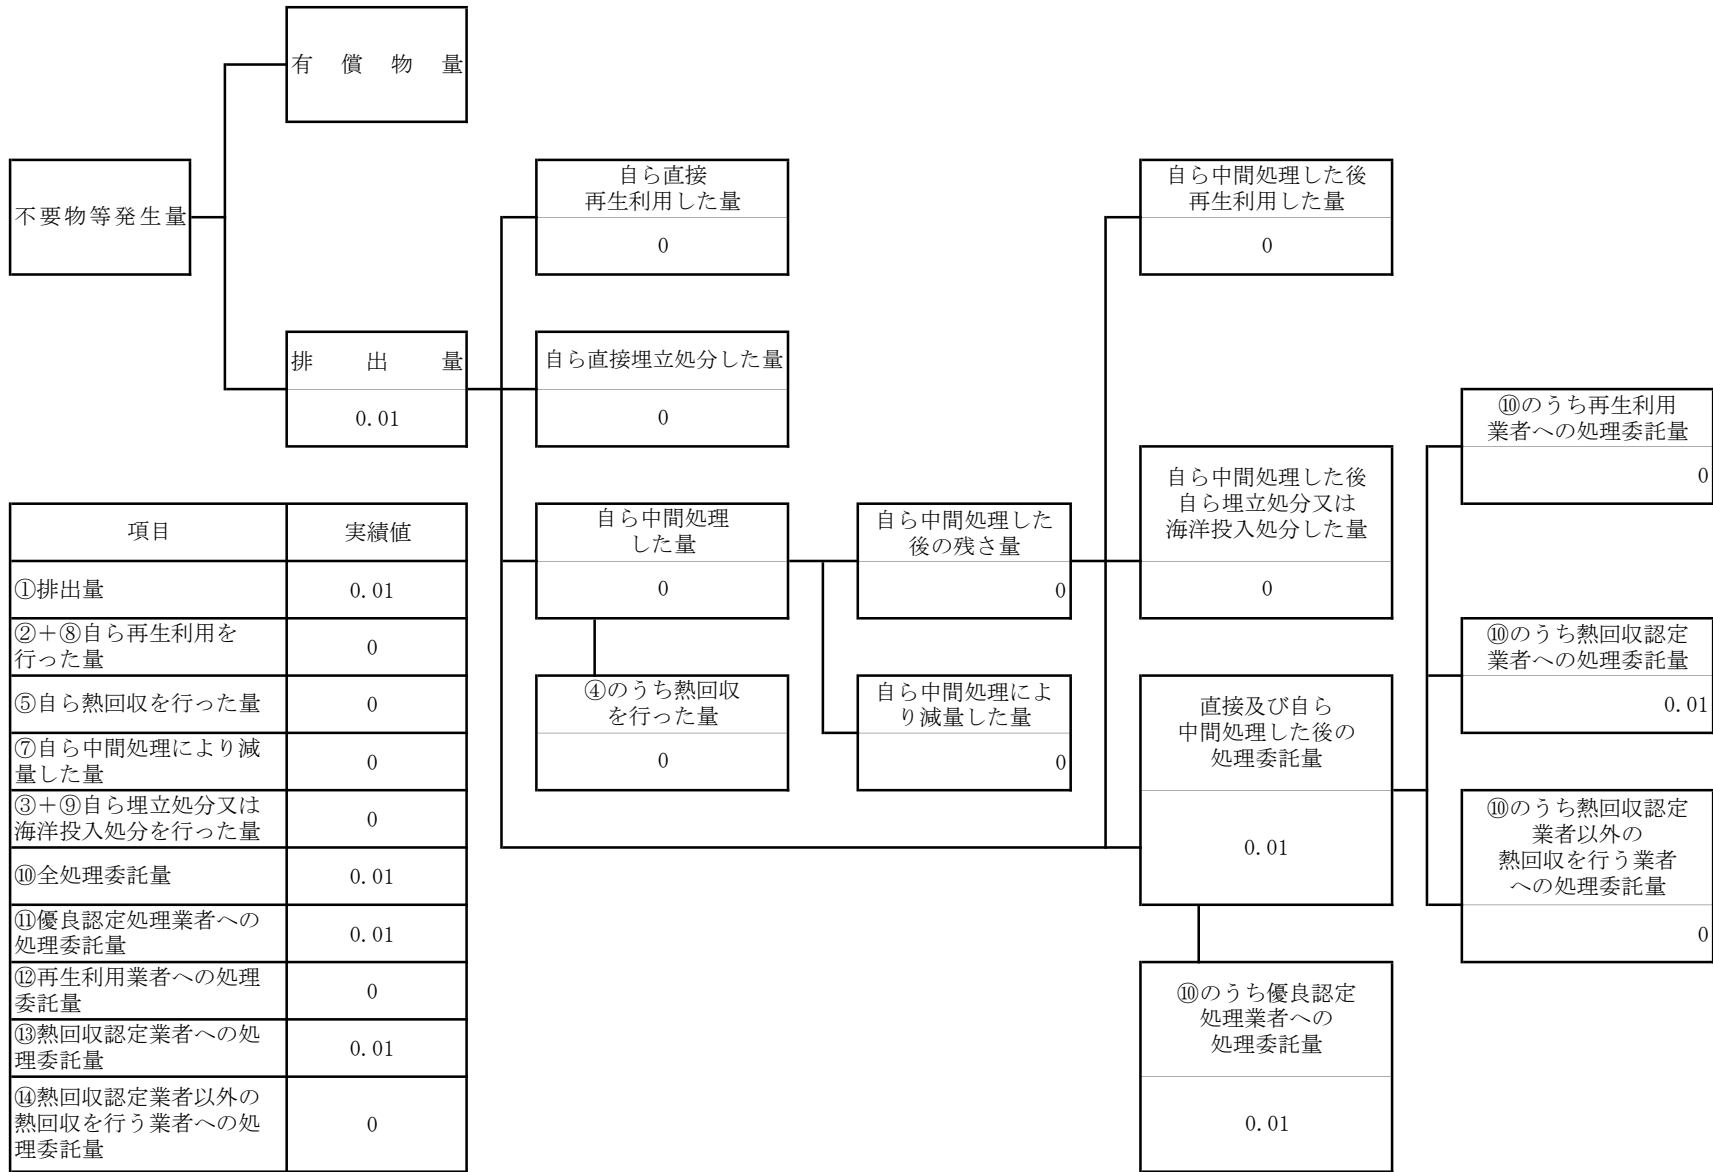 有償物量
不要物等発生量
自ら直接
再生利用した量
0
自ら中間処理した後
再生利用した量
0
排出量
0.01
自ら直接埋立処分した量
0
⑩のうち再生利用
業者への処理委託量
0
自ら中間処理
した量
0
自ら中間処理した
後の残さ量
0
自ら中間処理した後
自ら埋立処分又は
海洋投入処分した量
0
⑩のうち熱回収認定
業者への処理委託量
0.01
④のうち熱回収
を行った量
0
自ら中間処理によ
り減量した量
0
直接及び自ら
中間処理した後の
処理委託量
0.01
⑩のうち熱回収認定
業者以外の
熱回収を行う業者
への処理委託量
0
⑩のうち優良認定
処理業者への
処理委託量
0.01
項目 実績値
①排出量 0.01
②+⑧自ら再生利用を
行った量 0
⑤自ら熱回収を行った量 0
⑦自ら中間処理により減
量した量 0
③+⑨自ら埋立処分又は
海洋投入処分を行った量 0
⑩全処理委託量 0.01
⑪優良認定処理業者への
処理委託量 0.01
⑫再生利用業者への処理
委託量 0
⑬熱回収認定業者への処
理委託量 0.01
⑭熱回収認定業者以外の
熱回収を行う業者への処
理委託量 0